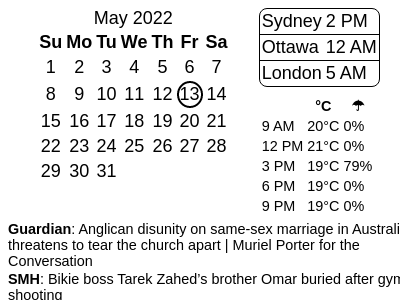 May 2022
Su Mo Tu We Th Fr Sa
1 2 3 4 5 6 7
8 9 10 11 12 13 14
15 16 17 18 19 20 21
22 23 24 25 26 27 28
29 30 31
Sydney 2 PM
Ottawa 12 AM
London 5 AM
°C ☂
9 AM 20°C 0%
12 PM 21°C 0%
3 PM 19°C 79%
6 PM 19°C 0%
9 PM 19°C 0%
Guardian: Anglican disunity on same-sex marriage in Australi
threatens to tear the church apart | Muriel Porter for the
Conversation
SMH: Bikie boss Tarek Zahed’s brother Omar buried after gym
shooting